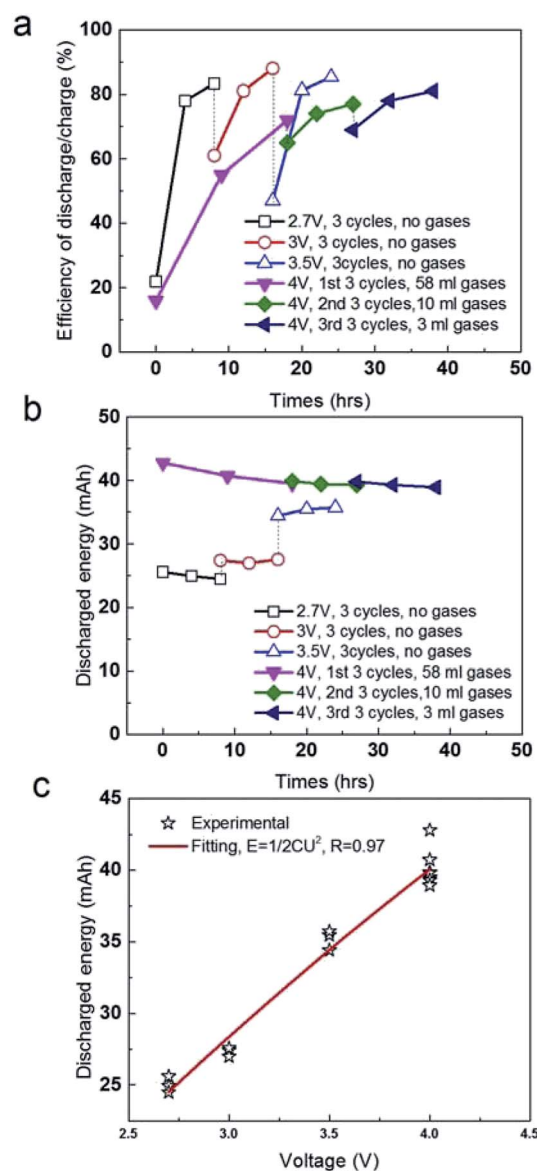 a
100
80
60
40
20
0
Efficiency of discharge/charge (%)
2.7V, 3 cycles, no gases
3V, 3 cycles, no gases
3.5V, 3cycles, no gases
4V, 1st 3 cycles, 58 ml gases
4V, 2nd 3 cycles,10 ml gases
4V, 3rd 3 cycles, 3 ml gases
0 10 20 30 40 50
Times (hrs)
b
50
40
30
20
10
0
Discharged energy (mAh)
2.7V, 3 cycles, no gases
3V, 3 cycles, no gases
3.5V, 3cycles, no gases
4V, 1st 3 cycles, 58 ml gases
4V, 2nd 3 cycles,10 ml gases
4V, 3rd 3 cycles, 3 ml gases
0 10 20 30 40 50
Times (hrs)
c
45
40
35
30
25
Discharged energy (mAh)
Experimental
Fitting, E=1/2CU², R=0.97
2.5 3.0 3.5 4.0 4.5
Voltage (V)